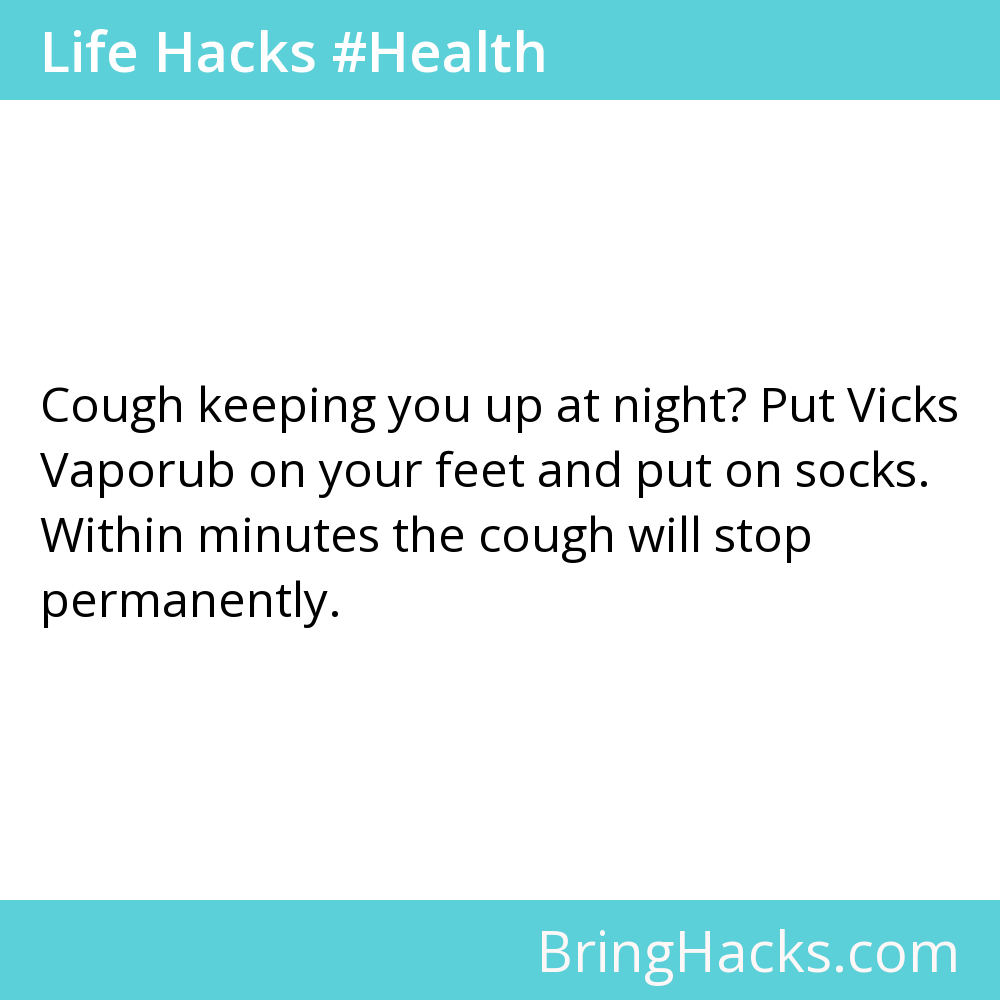 Life Hacks #Health
Cough keeping you up at night? Put Vicks
Vaporub on your feet and put on socks.
Within minutes the cough will stop
permanently.
BringHacks.com